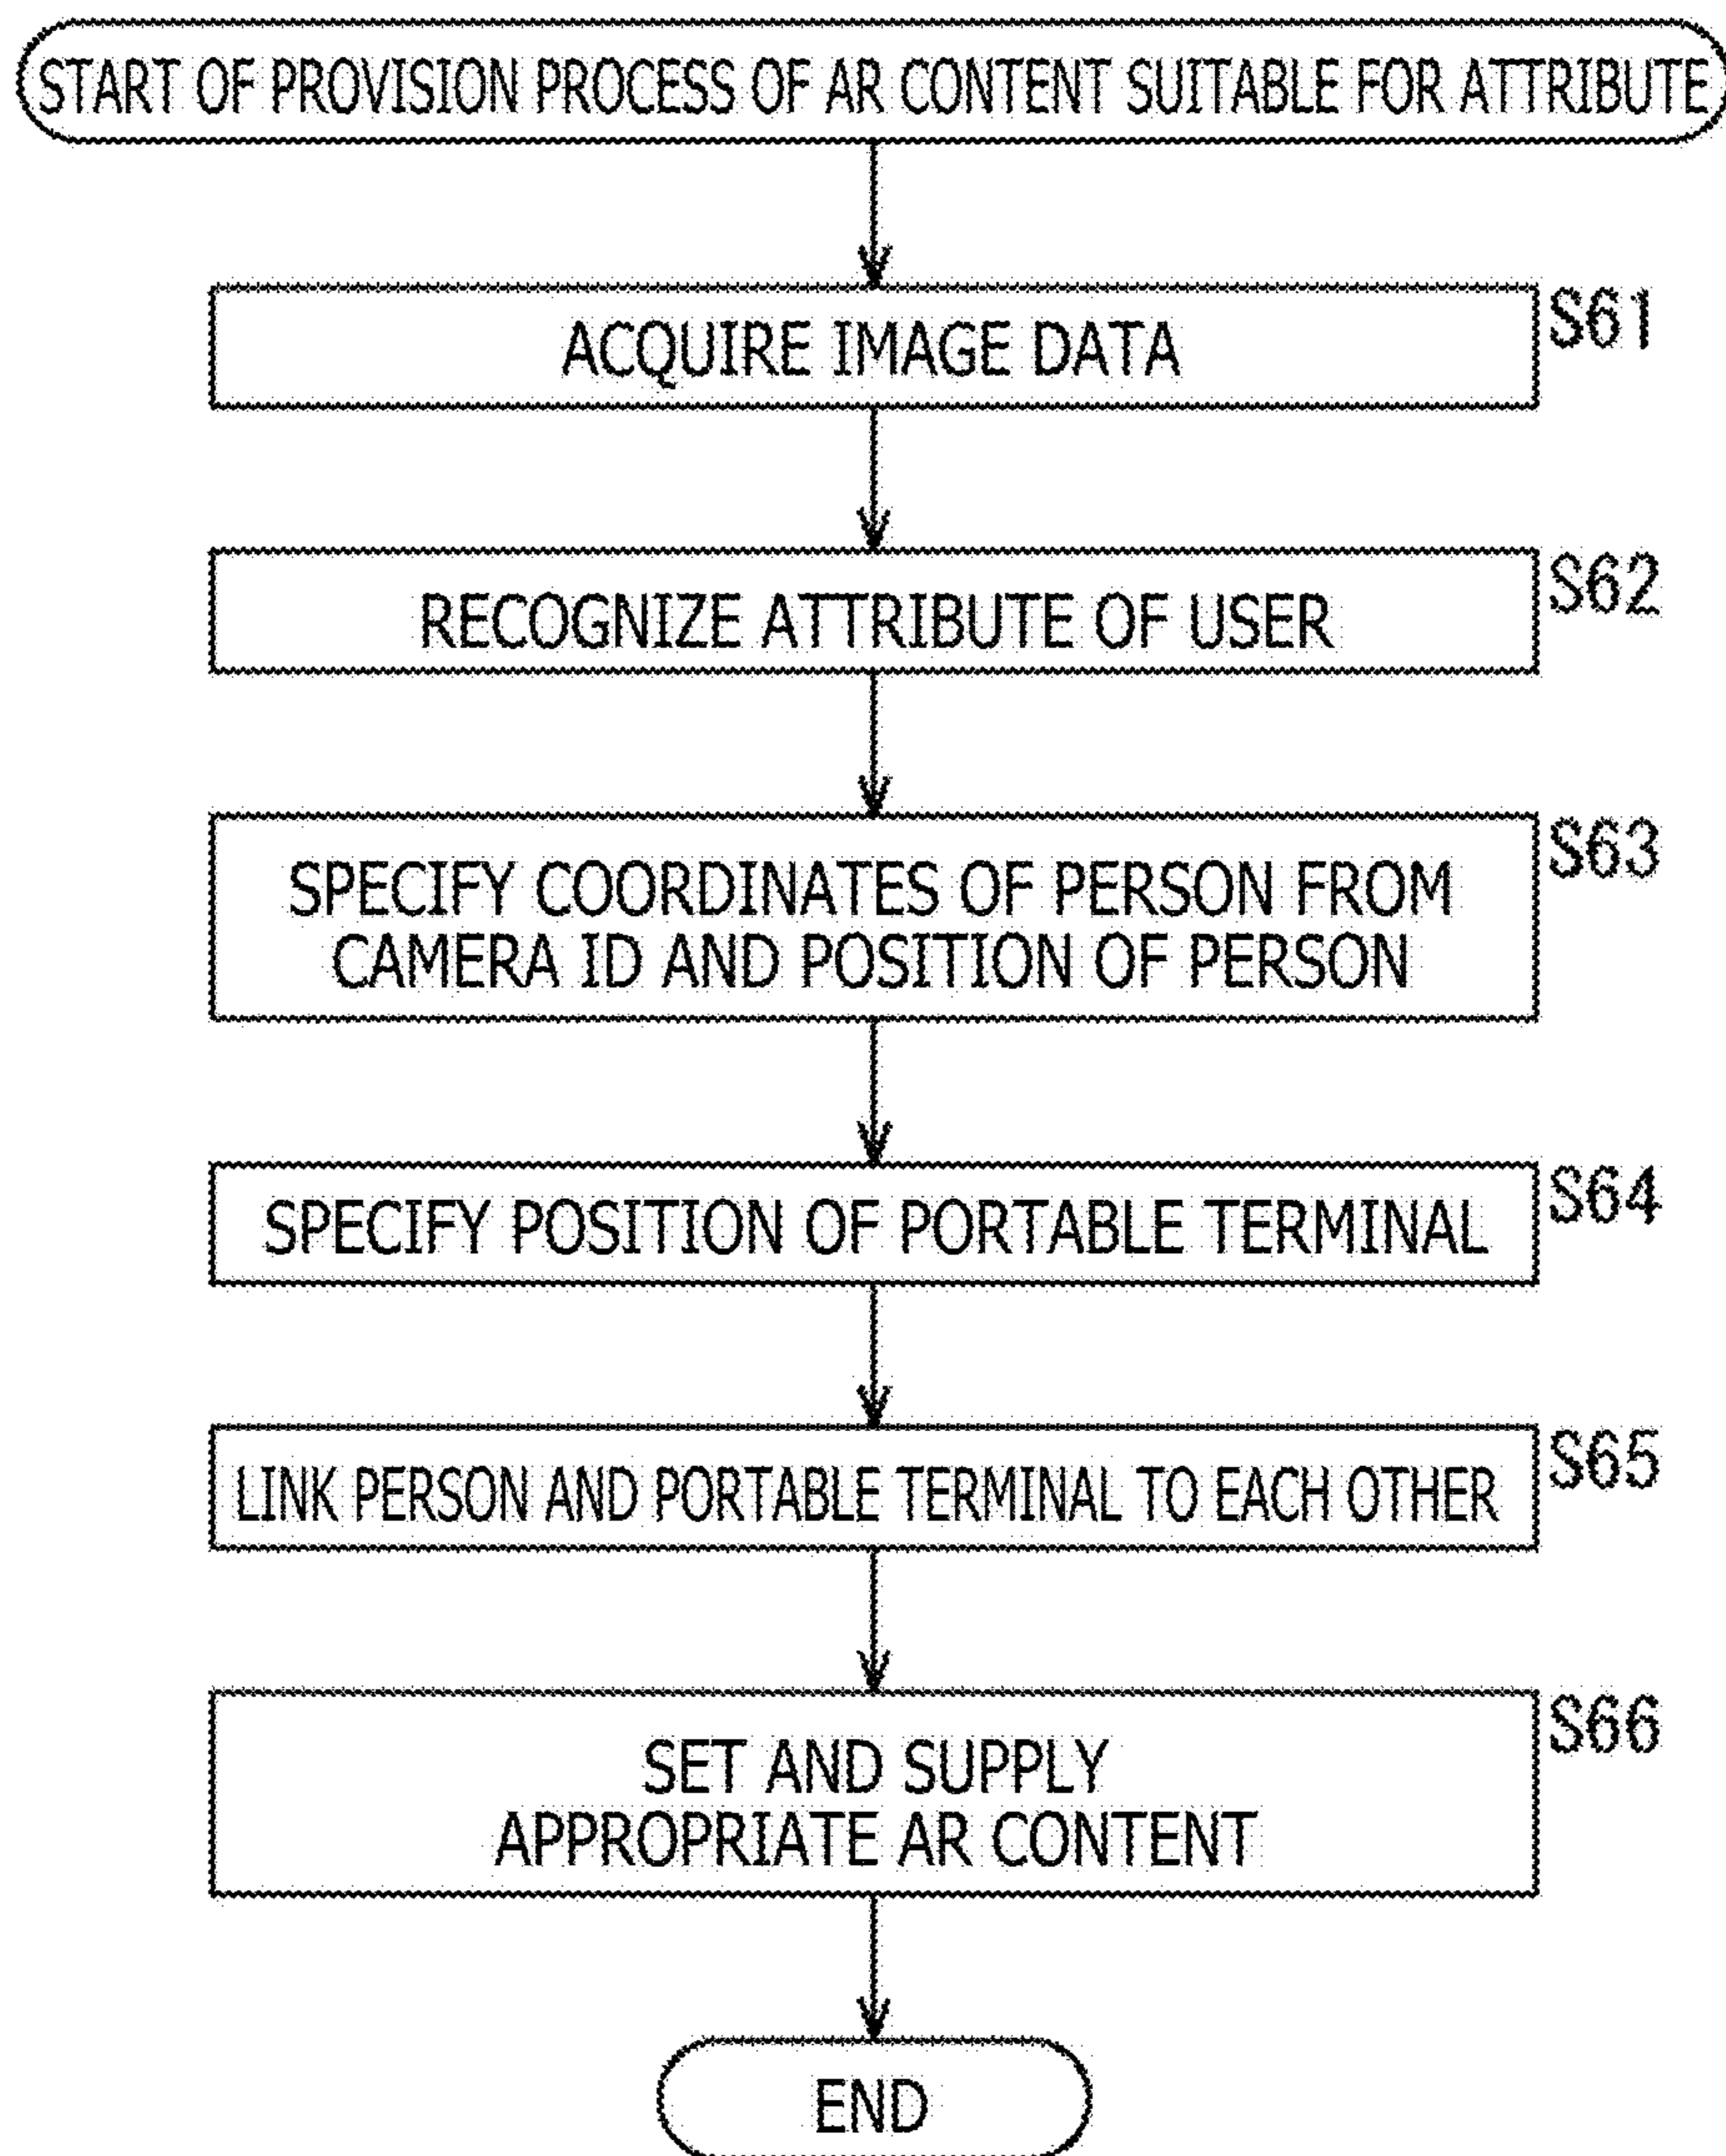 START OF PROVISION PROCESS OF AR CONTENT SUITABLE FOR ATTRIBUTE
ACQUIRE IMAGE DATA
S61
RECOGNIZE ATTRIBUTE OF USER
S62
SPECIFY COORDINATES OF PERSON FROM
CAMERA ID AND POSITION OF PERSON
S63
SPECIFY POSITION OF PORTABLE TERMINAL
S64
LINK PERSON AND PORTABLE TERMINAL TO EACH OTHER
S65
SET AND SUPPLY
APPROPRIATE AR CONTENT
S66
END